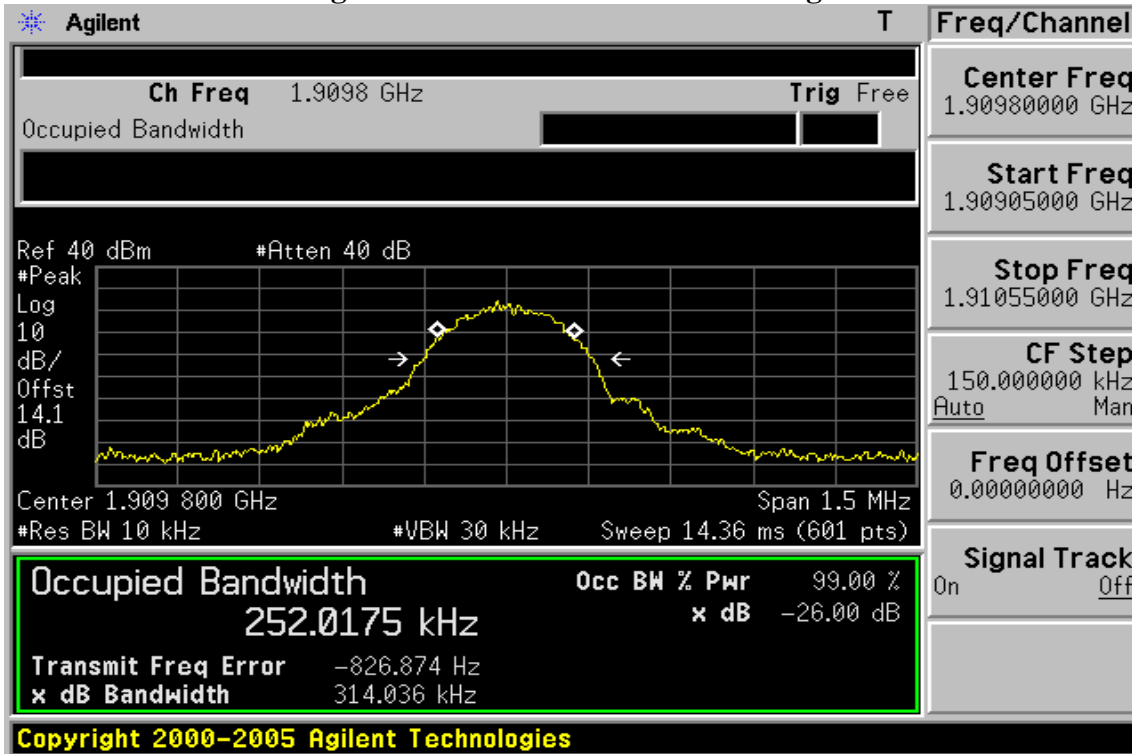 Agilent T
Freq/Channel
Ch Freq 1.9098 GHz Trig Free
Occupied Bandwidth
Center Freq
1.90980000 GHz
Start Freq
1.90905000 GHz
Stop Freq
1.91055000 GHz
CF Step
150.000000 kHz
Auto Man
Freq Offset
0.00000000 Hz
Signal Track
On Off
Ref 40 dBm #Atten 40 dB
#Peak
Log
10
dB/
Offst
14.1
dB
Center 1.909 800 GHz Span 1.5 MHz
#Res BW 10 kHz #VBW 30 kHz Sweep 14.36 ms (601 pts)
Occupied Bandwidth Occ BW % Pwr 99.00 %
252.0175 kHz x dB -26.00 dB
Transmit Freq Error -826.874 Hz
x dB Bandwidth 314.036 kHz
Copyright 2000-2005 Agilent Technologies